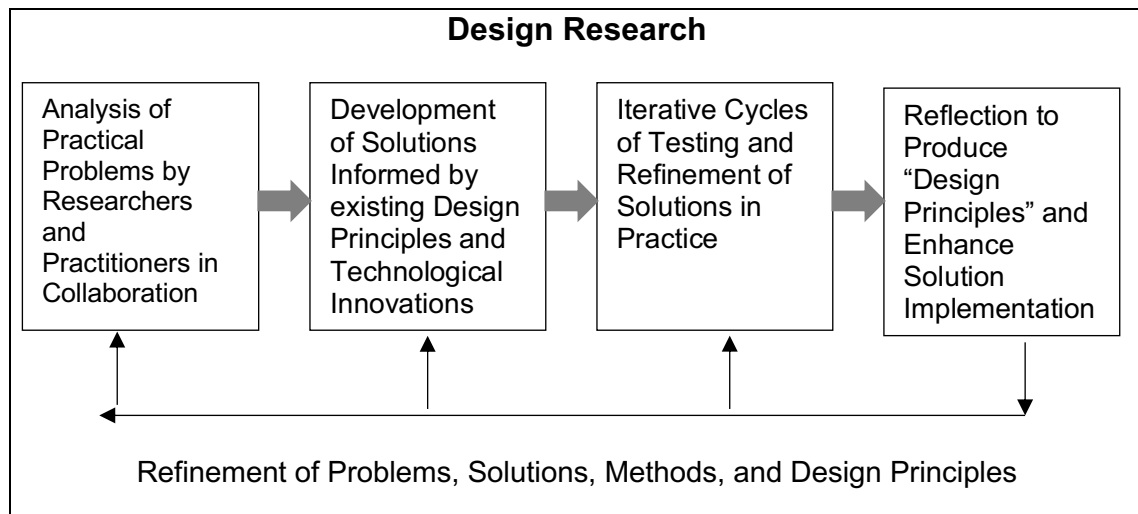 Design Research
Analysis of
Practical
Problems by
Researchers
and
Practitioners in
Collaboration
Development
of Solutions
Informed by
existing Design
Principles and
Technological
Innovations
Iterative Cycles
of Testing and
Refinement of
Solutions in
Practice
Reflection to
Produce
“Design
Principles” and
Enhance
Solution
Implementation
Refinement of Problems, Solutions, Methods, and Design Principles